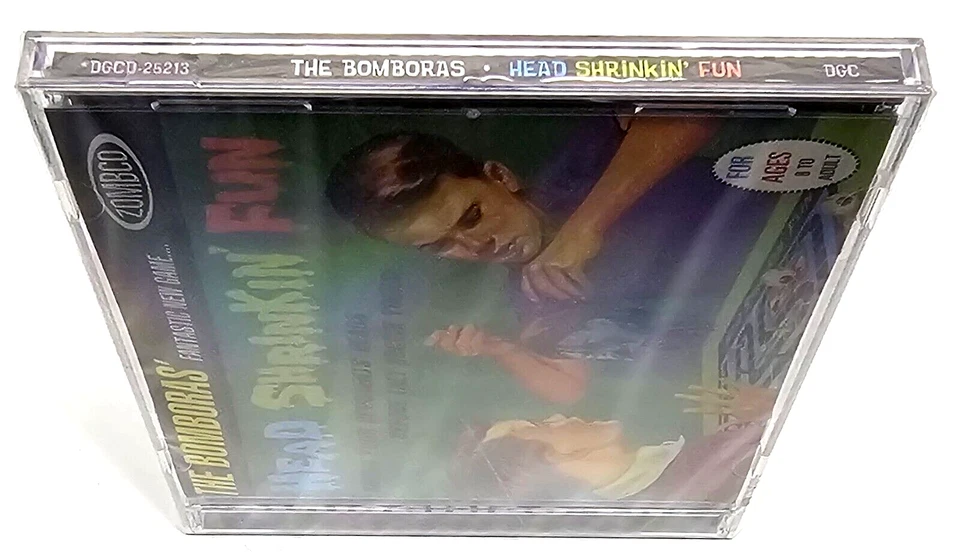 *DGCD-25213 THE BOMBORAS • HEAD SHRiNKiN' FUN DGC
ZOMBCO
THE BOMBORAS'
FANTASTIC NEW GAME...
HEAD SHRiNKiN' FUN
FOR
AGES
8 TO
ADULT